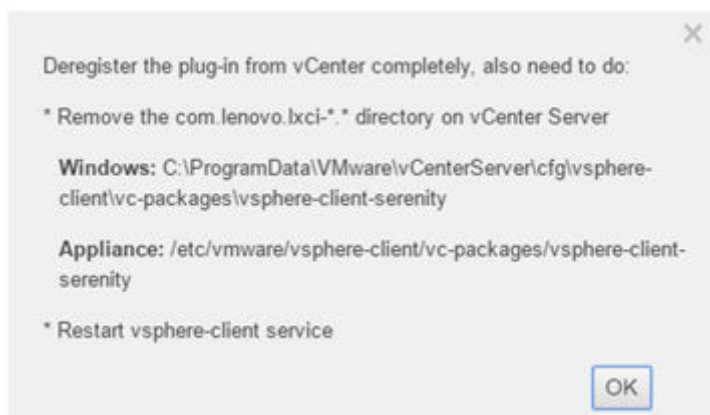 Deregister the plug-in from vCenter completely, also need to do:
* Remove the com.lenovo.lxci-*.* directory on vCenter Server
Windows: C:\ProgramData\VMware\vCenterServer\cfg\vsphere-
client\vc-packages\vsphere-client-serenity
Appliance: /etc/vmware/vsphere-client/vc-packages/vsphere-client-
serenity
* Restart vsphere-client service
OK